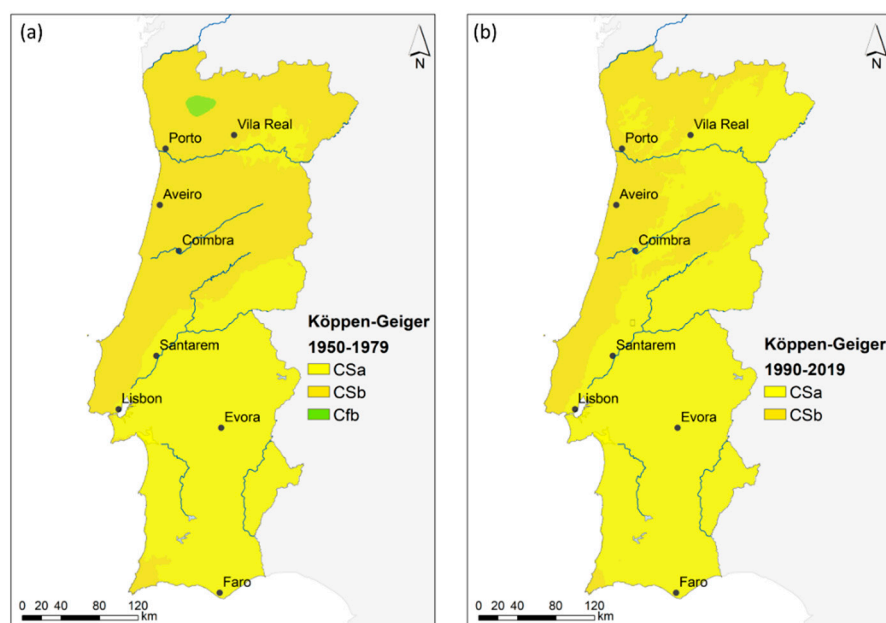 (a)
N
Porto
Vila Real
Aveiro
Coimbra
Köppen-Geiger
1950-1979
CSa
CSb
Cfb
Santarem
Lisbon
Evora
Faro
0 20 40 80 120
km
(b)
N
Porto
Vila Real
Aveiro
Coimbra
Santarem
Köppen-Geiger
1990-2019
CSa
CSb
Lisbon
Evora
Faro
0 20 40 80 120
km